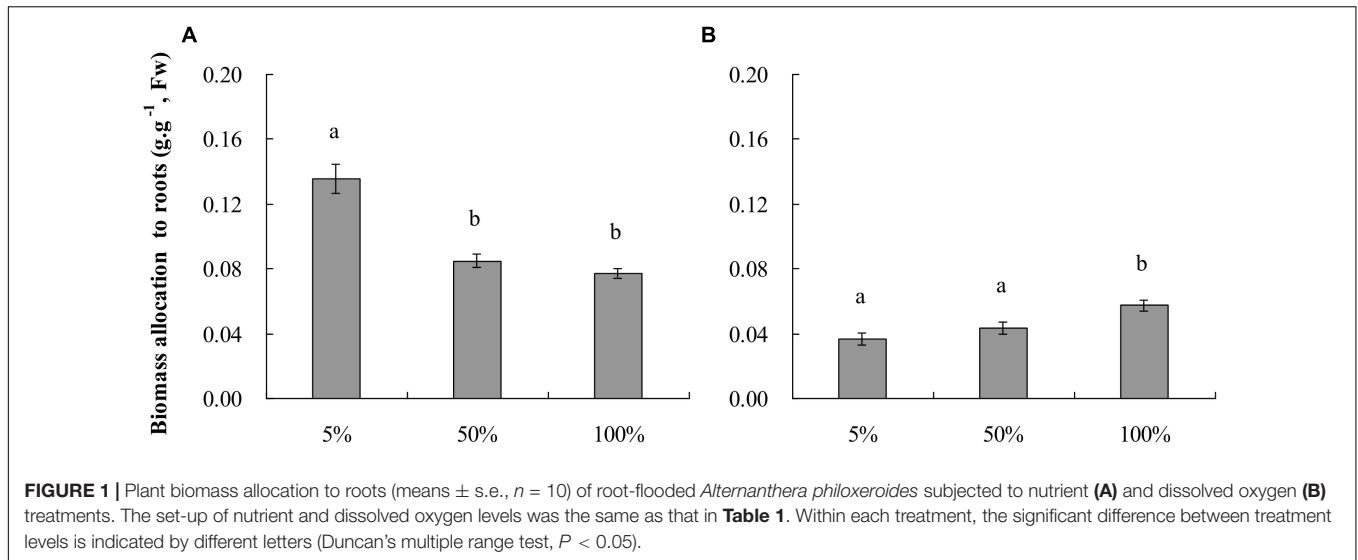 A
B
Biomass allocation to roots (g.g⁻¹, Fw)
0.20
0.16
0.12
0.08
0.04
0.00
a
b
b
5%
50%
100%
0.20
0.16
0.12
0.08
0.04
0.00
a
a
b
5%
50%
100%
FIGURE 1 | Plant biomass allocation to roots (means ± s.e., n = 10) of root-flooded Alternanthera philoxeroides subjected to nutrient (A) and dissolved oxygen (B)
treatments. The set-up of nutrient and dissolved oxygen levels was the same as that in Table 1. Within each treatment, the significant difference between treatment
levels is indicated by different letters (Duncan's multiple range test, P < 0.05).